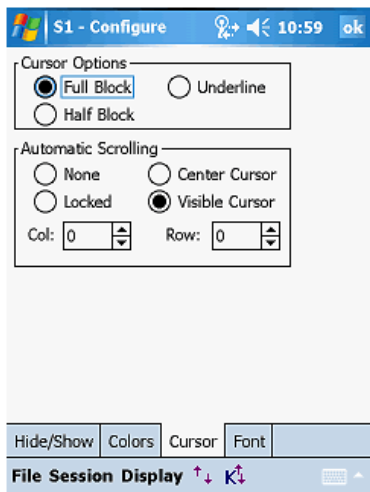 S1 - Configure 10:59 ok
Cursor Options
Full Block Underline
Half Block
Automatic Scrolling
None Center Cursor
Locked Visible Cursor
Col: 0 Row: 0
Hide/Show Colors Cursor Font
File Session Display K